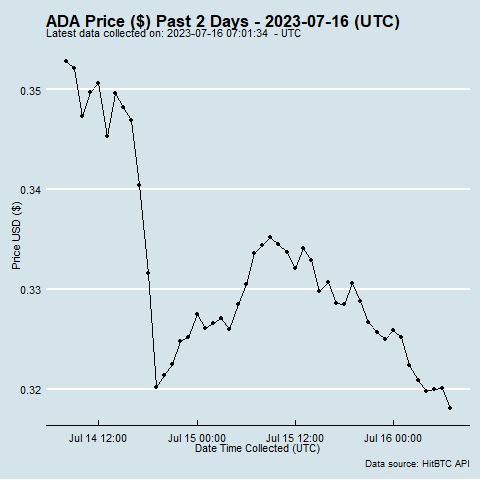 ADA Price ($) Past 2 Days - 2023-07-16 (UTC)
Latest data collected on: 2023-07-16 07:01:34 - UTC
0.35
0.34
0.33
0.32
Price USD ($)
Jul 14 12:00
Jul 15 00:00
Jul 15 12:00
Jul 16 00:00
Date Time Collected (UTC)
Data source: HitBTC API